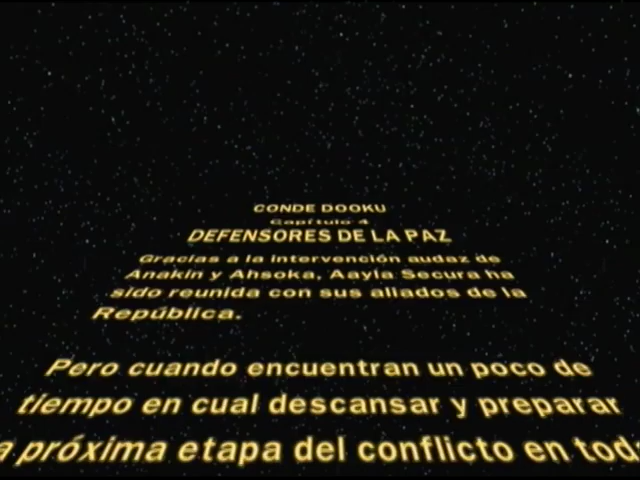 CONDE DOOKU
Capítulo 4
DEFENSORES DE LA PAZ
Gracias a la intervención audaz de
Anakin y Ahsoka, Aayla Secura ha
sido reunida con sus aliados de la
República.
Pero cuando encuentran un poco de
tiempo en cual descansar y preparar
a próxima etapa del conflicto en toda